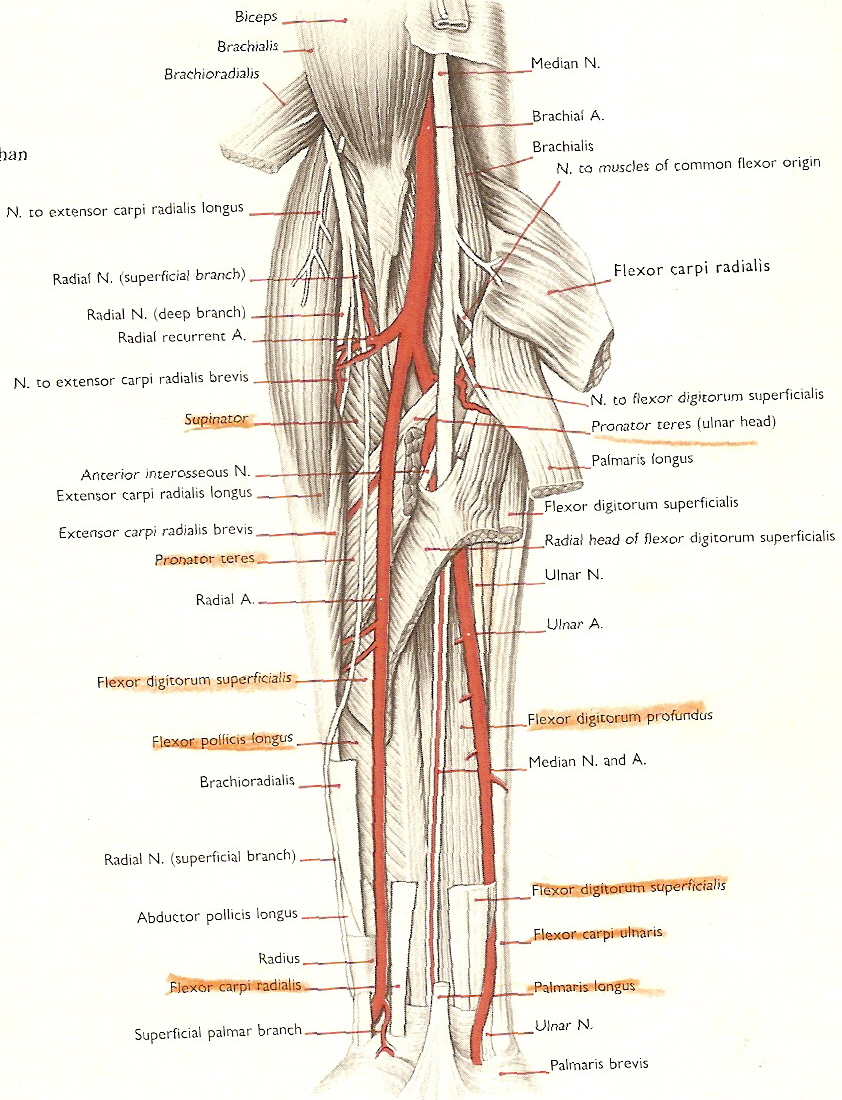 Biceps
Brachialis
Brachioradialis
Median N.
Brachial A.
han
Brachialis
N. to muscles of common flexor origin
N. to extensor carpi radialis longus
Flexor carpi radialis
Radial N. (superficial branch)
Radial N. (deep branch)
Radial recurrent A.
N. to extensor carpi radialis brevis
N. to flexor digitorum superficialis
Supinator
Pronator teres (ulnar head)
Palmaris longus
Anterior interosseous N.
Extensor carpi radialis longus
Flexor digitorum superficialis
Extensor carpi radialis brevis
Radial head of flexor digitorum superficialis
Pronator teres
Ulnar N.
Radial A.
Ulnar A.
Flexor digitorum superficialis
Flexor digitorum profundus
Flexor pollicis longus
Median N. and A.
Brachioradialis
Radial N. (superficial branch)
Flexor digitorum superficialis
Abductor pollicis longus
Flexor carpi ulnaris
Radius
Flexor carpi radialis
Palmaris longus
Superficial palmar branch
Ulnar N.
Palmaris brevis